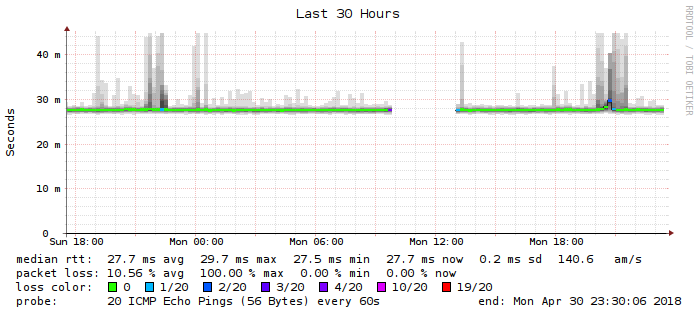 Last 30 Hours
RRDTOOL / TOBI OETIKER
Seconds
40 m
30 m
20 m
10 m
0
Sun 18:00 Mon 00:00 Mon 06:00 Mon 12:00 Mon 18:00
median rtt: 27.7 ms avg 29.7 ms max 27.5 ms min 27.7 ms now 0.2 ms sd 140.6 am/s
packet loss: 10.56 % avg 100.00 % max 0.00 % min 0.00 % now
loss color: 0 1/20 2/20 3/20 4/20 10/20 19/20
probe: 20 ICMP Echo Pings (56 Bytes) every 60s end: Mon Apr 30 23:30:06 2018